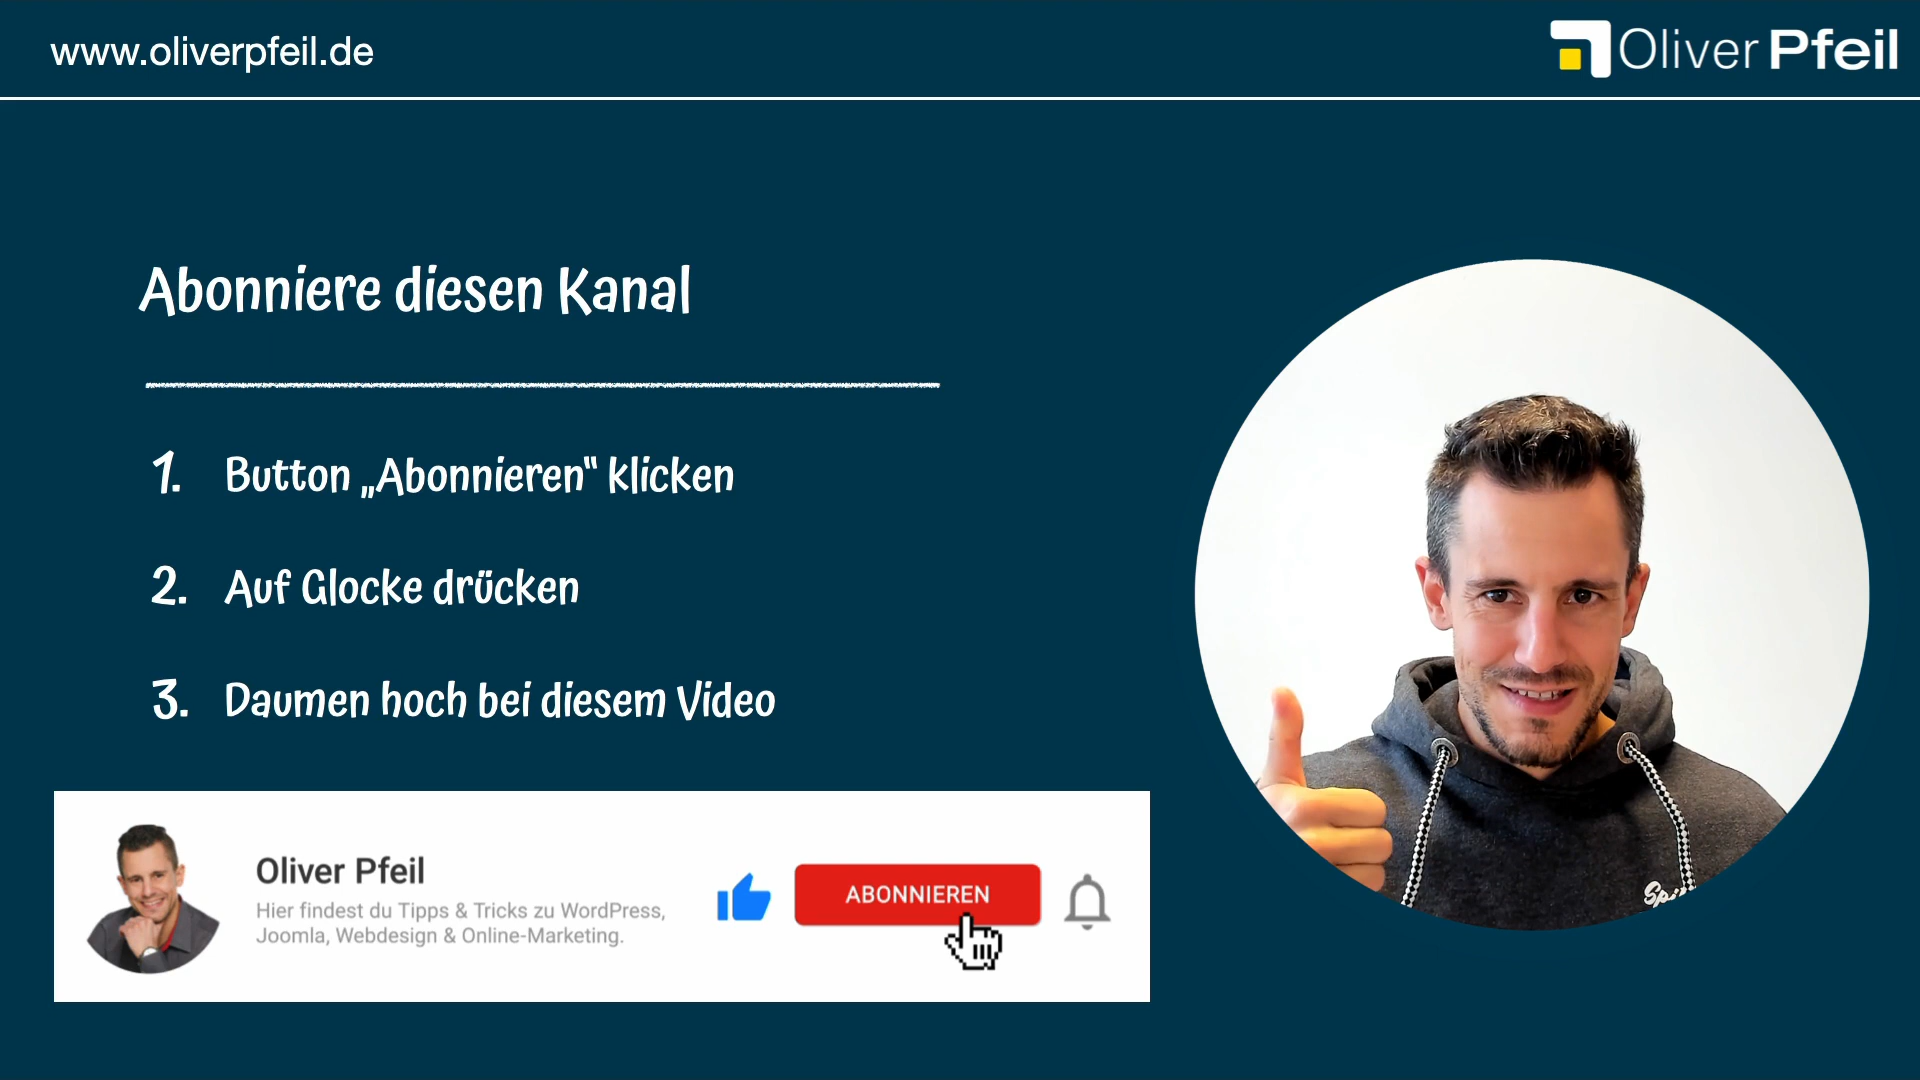 www.oliverpfeil.de
Oliver Pfeil
Abonniere diesen Kanal
1. Button „Abonnieren“ klicken
2. Auf Glocke drücken
3. Daumen hoch bei diesem Video
Oliver Pfeil
Hier findest du Tipps & Tricks zu WordPress,
Joomla, Webdesign & Online-Marketing.
ABONNIEREN